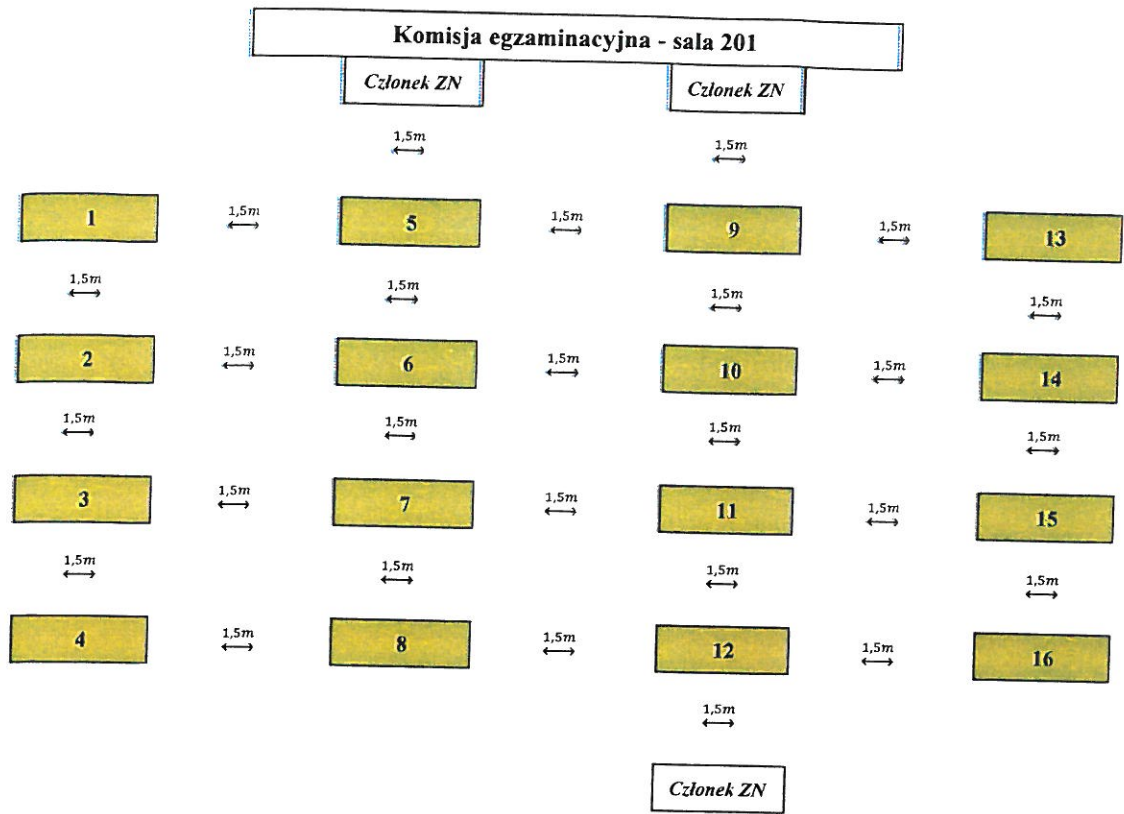 Komisja egzaminacyjna - sala 201
Członek ZN Członek ZN
1,5m 1,5m
1 1,5m 5 1,5m 9 1,5m 13
1,5m 1,5m 1,5m 1,5m
2 1,5m 6 1,5m 10 1,5m 14
1,5m 1,5m 1,5m 1,5m
3 1,5m 7 1,5m 11 1,5m 15
1,5m 1,5m 1,5m 1,5m
4 1,5m 8 1,5m 12 1,5m 16
1,5m
Członek ZN